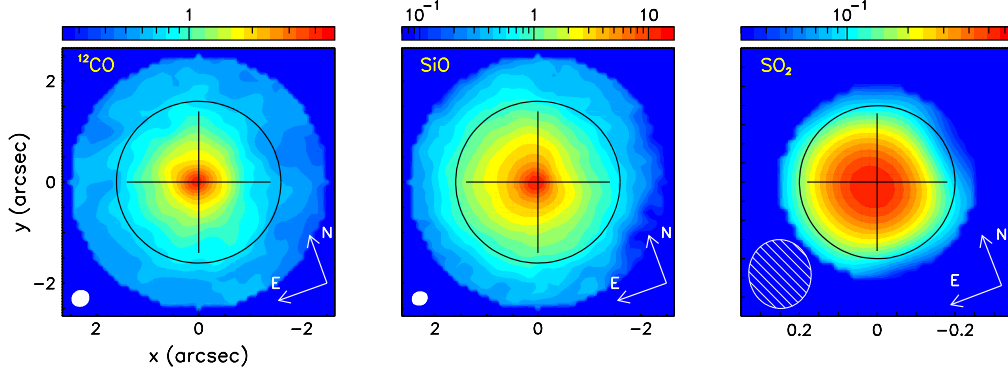 1
10⁻¹ 1 10
10⁻¹
¹²CO
SiO
SO₂
2
0
−2
y (arcsec)
N
E
N
E
N
E
2 0 −2
2 0 −2
0.2 0 −0.2
x (arcsec)